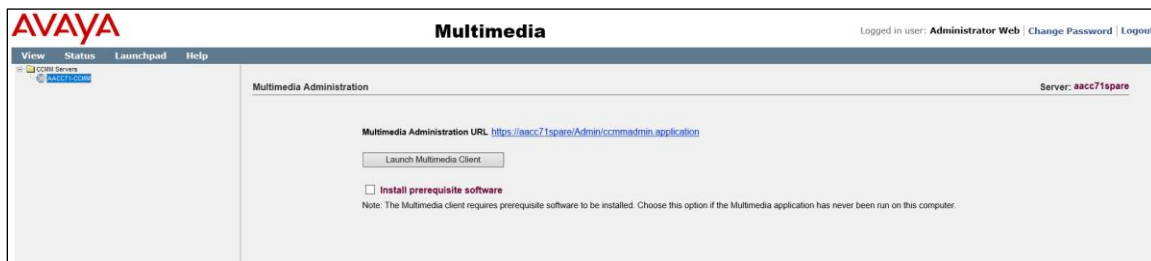 AVAYA
Multimedia
Logged in user: Administrator Web | Change Password | Logout
View Status Launchpad Help
CCMM Servers
AACC71-CCMM
Multimedia Administration
Server: aacc71spare
Multimedia Administration URL https://aacc71spare/Admin/ccmmadmin.application
Launch Multimedia Client
Install prerequisite software
Note: The Multimedia client requires prerequisite software to be installed. Choose this option if the Multimedia application has never been run on this computer.